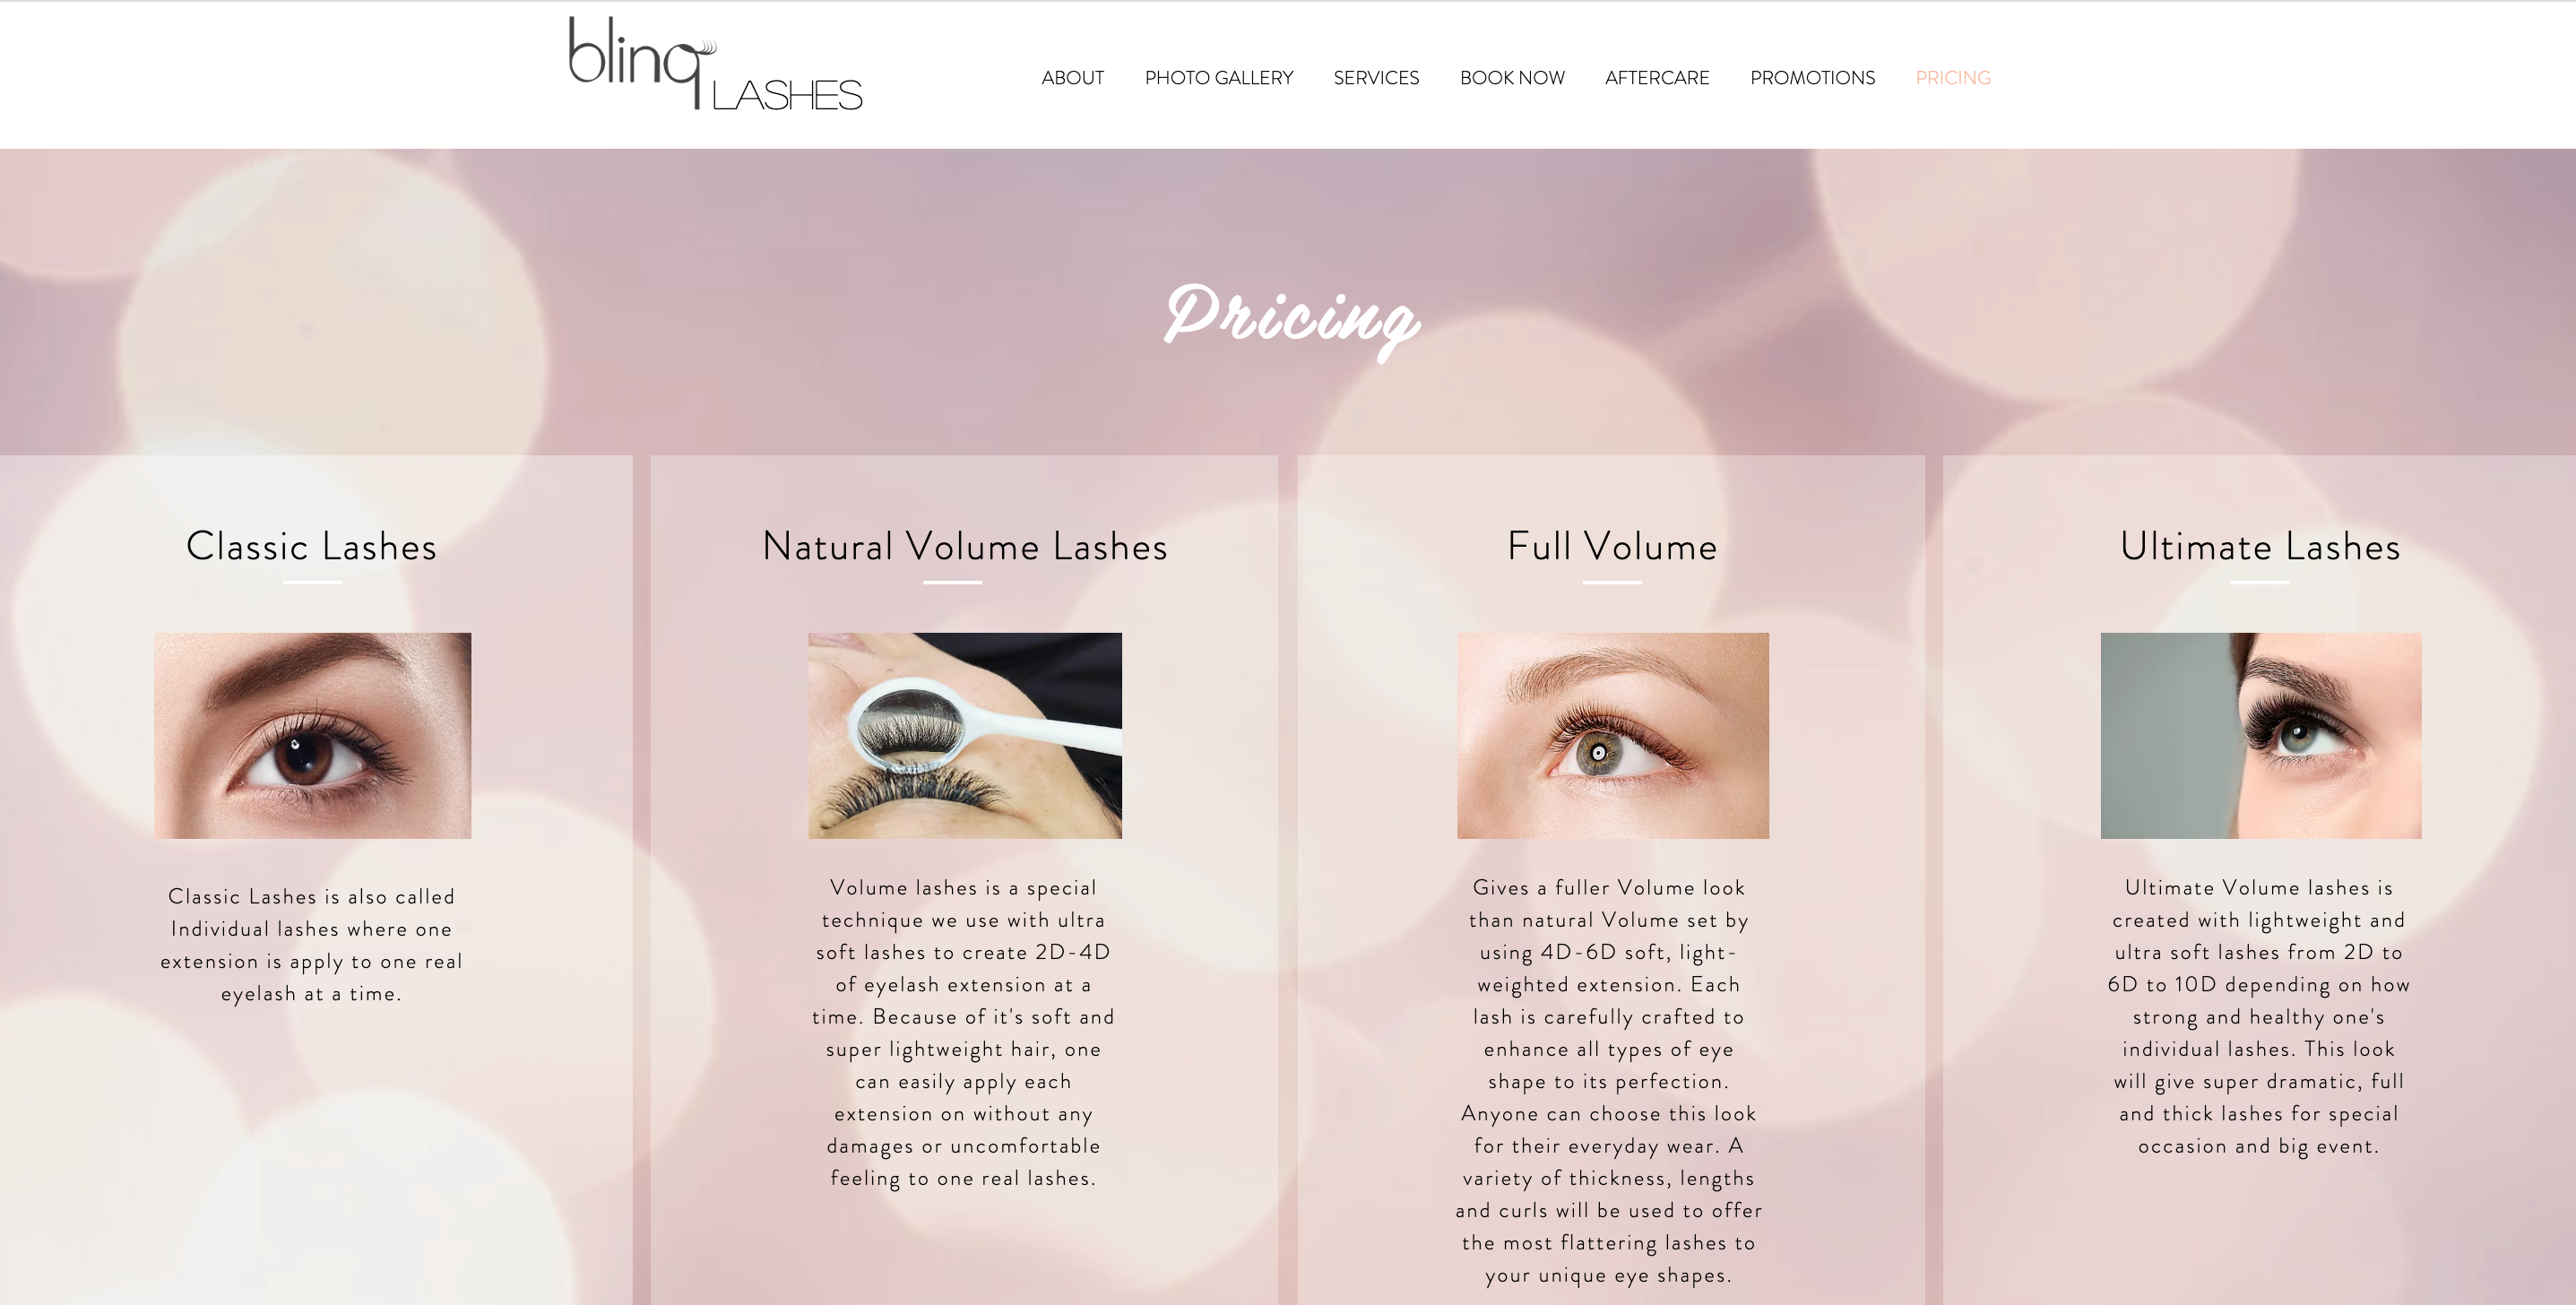 blinq LASHES
ABOUT PHOTO GALLERY SERVICES BOOK NOW AFTERCARE PROMOTIONS PRICING
Pricing
Classic Lashes
Classic Lashes is also called
Individual lashes where one
extension is apply to one real
eyelash at a time.
Natural Volume Lashes
Volume lashes is a special
technique we use with ultra
soft lashes to create 2D-4D
of eyelash extension at a
time. Because of it's soft and
super lightweight hair, one
can easily apply each
extension on without any
damages or uncomfortable
feeling to one real lashes.
Full Volume
Gives a fuller Volume look
than natural Volume set by
using 4D-6D soft, light-
weighted extension. Each
lash is carefully crafted to
enhance all types of eye
shape to its perfection.
Anyone can choose this look
for their everyday wear. A
variety of thickness, lengths
and curls will be used to offer
the most flattering lashes to
your unique eye shapes.
Ultimate Lashes
Ultimate Volume lashes is
created with lightweight and
ultra soft lashes from 2D to
6D to 10D depending on how
strong and healthy one's
individual lashes. This look
will give super dramatic, full
and thick lashes for special
occasion and big event.